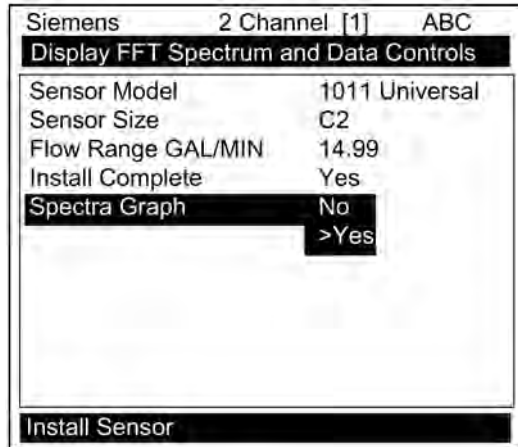 Siemens 2 Channel [1] ABC
Display FFT Spectrum and Data Controls
Sensor Model 1011 Universal
Sensor Size C2
Flow Range GAL/MIN 14.99
Install Complete Yes
Spectra Graph No
>Yes
Install Sensor